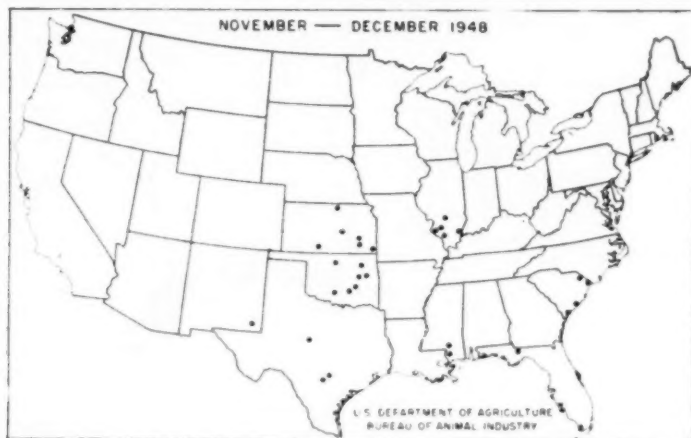 NOVEMBER — DECEMBER 1948
U.S. DEPARTMENT OF AGRICULTURE
BUREAU OF ANIMAL INDUSTRY